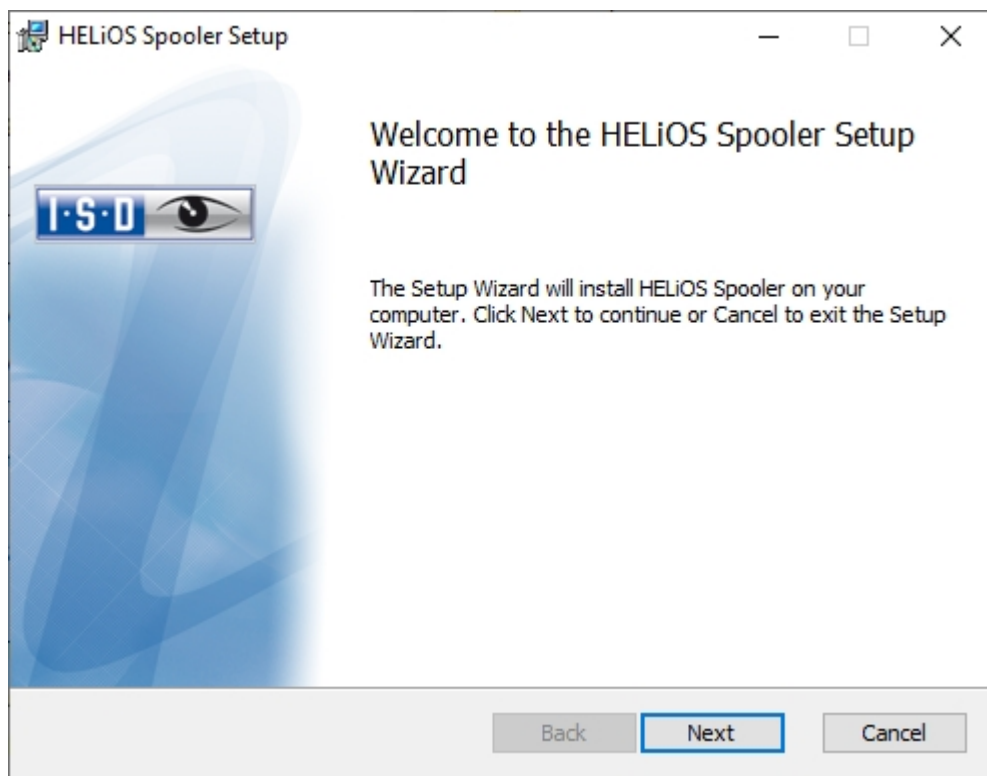 HELiOS Spooler Setup
Welcome to the HELiOS Spooler Setup
Wizard
I·S·D
The Setup Wizard will install HELiOS Spooler on your
computer. Click Next to continue or Cancel to exit the Setup
Wizard.
Back
Next
Cancel